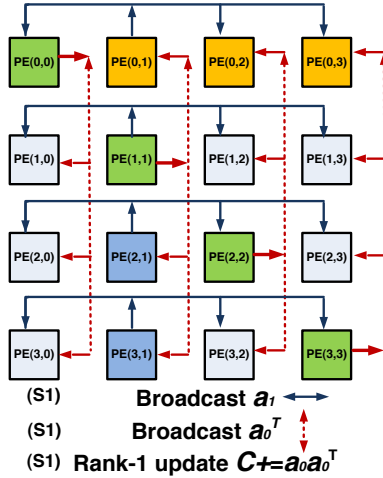 PE(0,0) PE(0,1) PE(0,2) PE(0,3)
PE(1,0) PE(1,1) PE(1,2) PE(1,3)
PE(2,0) PE(2,1) PE(2,2) PE(2,3)
PE(3,0) PE(3,1) PE(3,2) PE(3,3)
(S1) Broadcast a₁
(S1) Broadcast a₀ᵀ
(S1) Rank-1 update C+=a₀a₀ᵀ